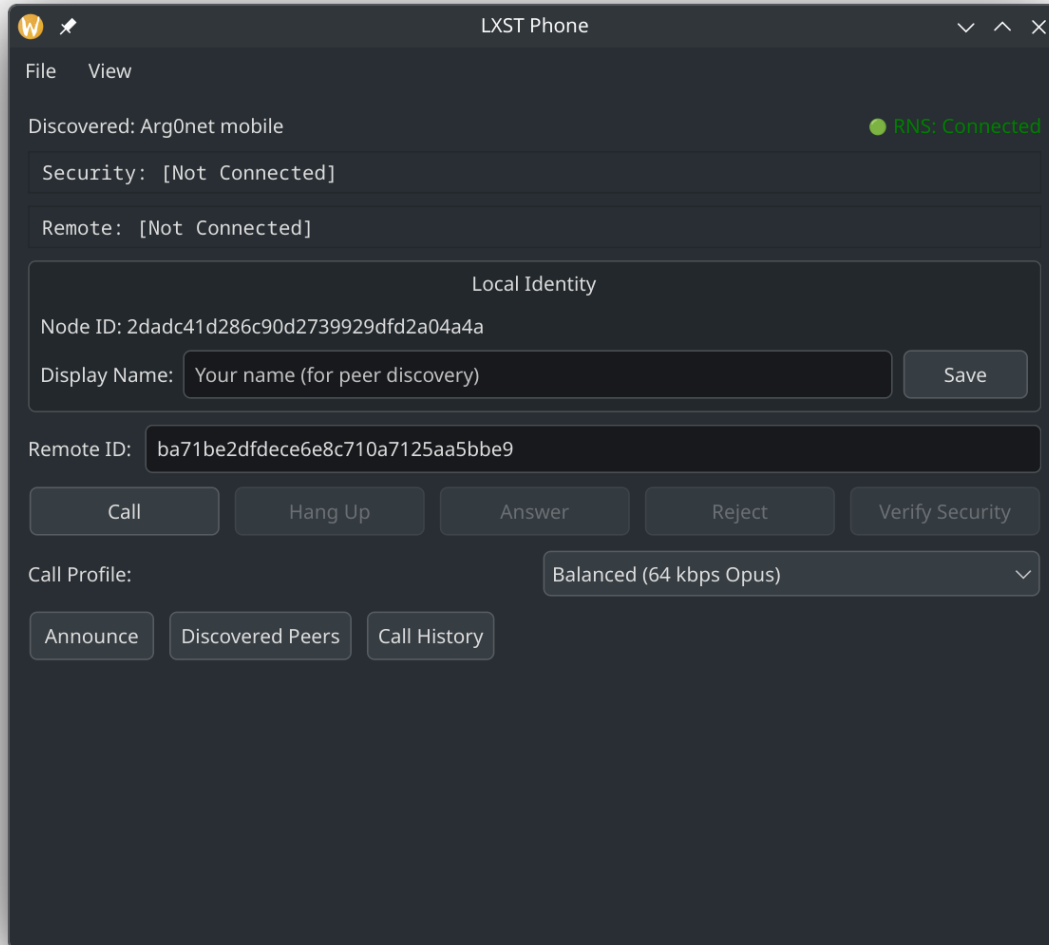 LXST Phone
File View
Discovered: Arg0net mobile
RNS: Connected
Security: [Not Connected]
Remote: [Not Connected]
Local Identity
Node ID: 2dadc41d286c90d2739929dfd2a04a4a
Display Name: Your name (for peer discovery) Save
Remote ID: ba71be2dfdece6e8c710a7125aa5bbe9
Call Hang Up Answer Reject Verify Security
Call Profile: Balanced (64 kbps Opus)
Announce Discovered Peers Call History